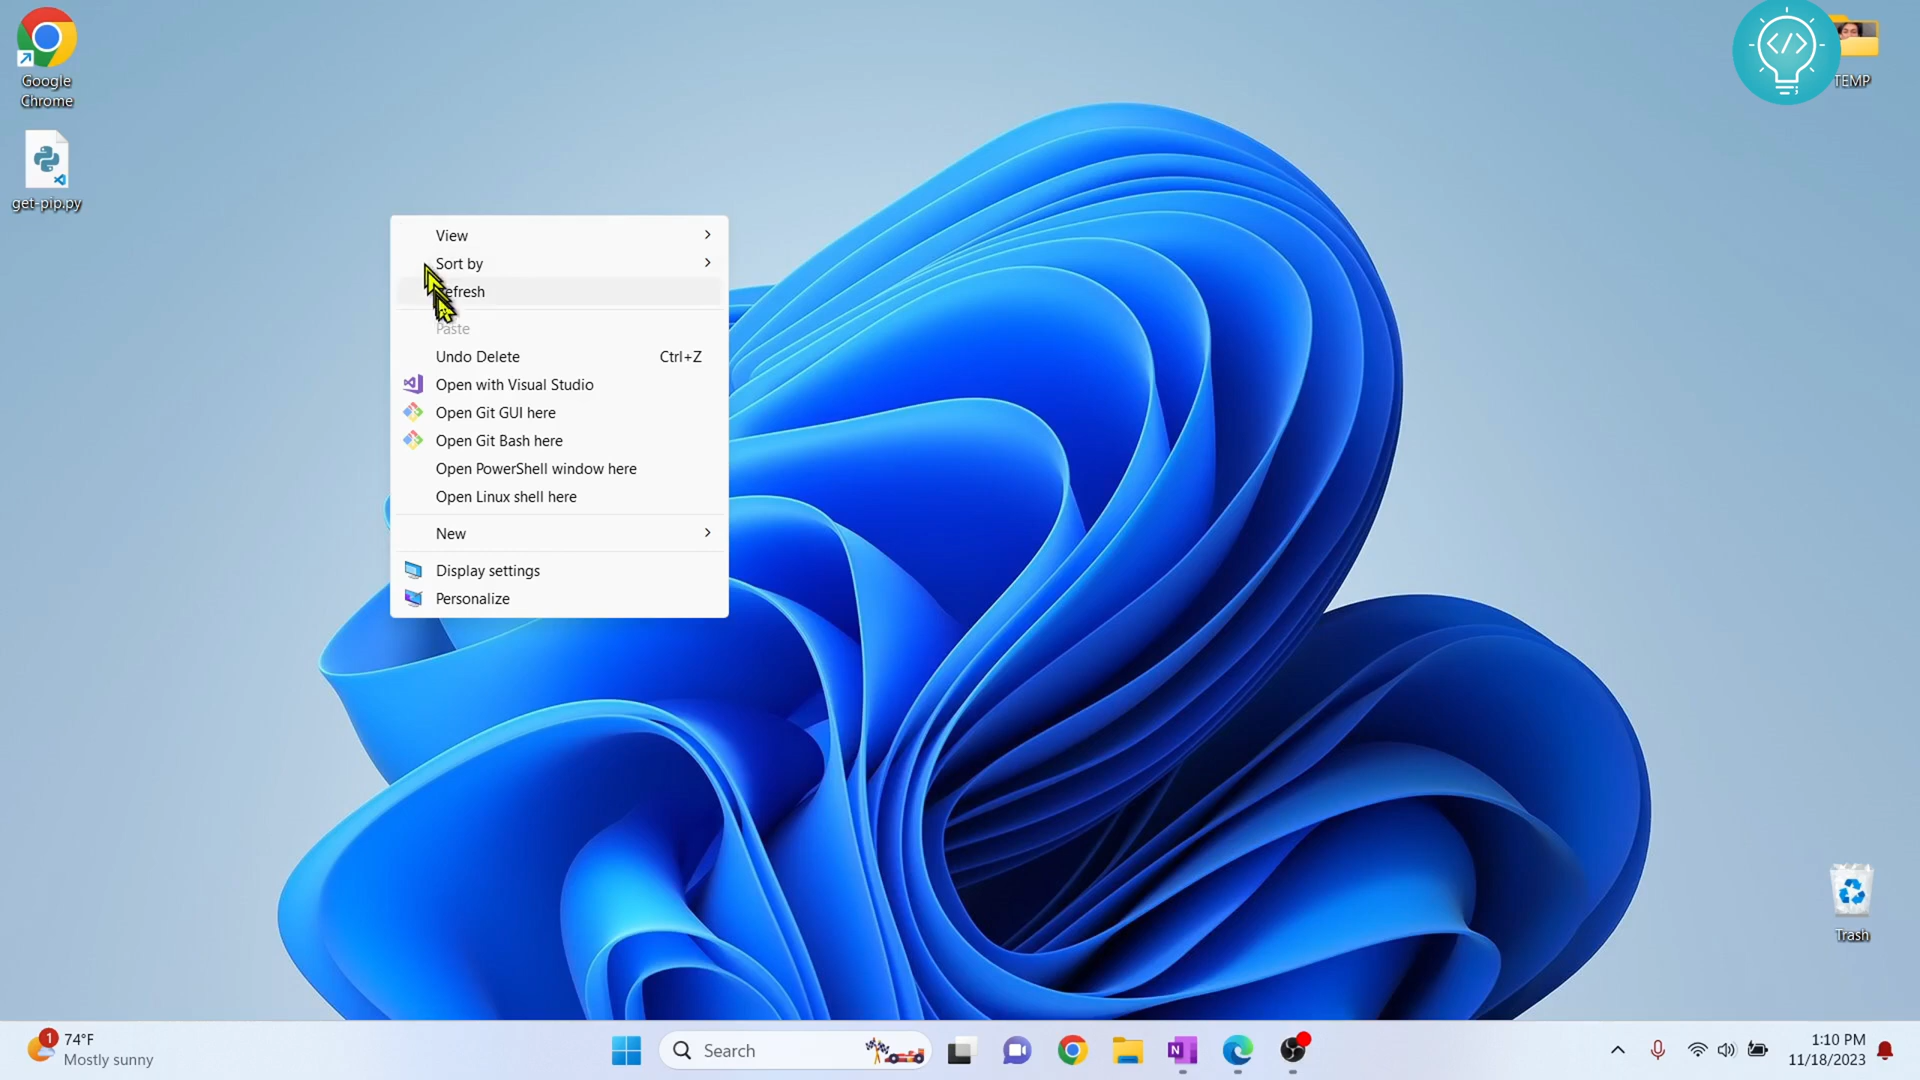 Google
Chrome
get-pip.py
TEMP
View
Sort by
efresh
Paste
Undo Delete Ctrl+Z
Open with Visual Studio
Open Git GUI here
Open Git Bash here
Open PowerShell window here
Open Linux shell here
New
Display settings
Personalize
Trash
1
74°F
Mostly sunny
Search
N
1:10 PM
11/18/2023